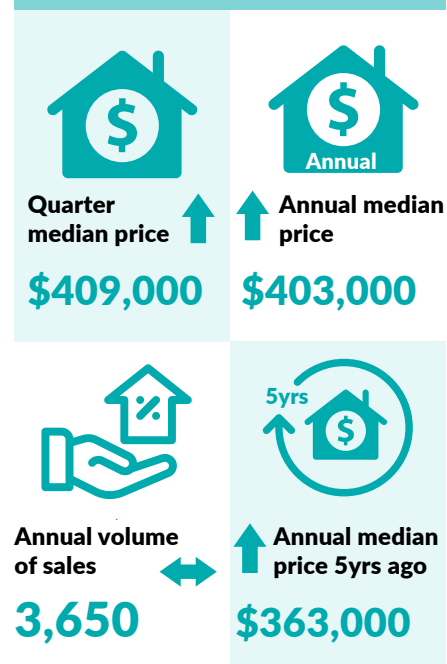 $
$
Annual
Quarter
median price
$409,000
Annual median
price
$403,000
%
5yrs
$
Annual volume
of sales
3,650
Annual median
price 5yrs ago
$363,000